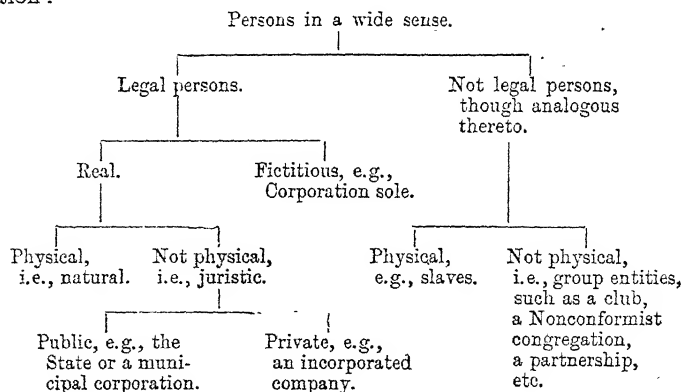 Persons in a wide sense.
Legal persons.
Not legal persons,
though analogous
thereto.
Real.
Fictitious, e.g.,
Corporation sole.
Physical,
i.e., natural.
Not physical,
i.e., juristic.
Physical,
e.g., slaves.
Not physical,
i.e., group entities,
such as a club,
a Nonconformist
congregation,
a partnership,
etc.
Public, e.g., the
State or a muni-
cipal corporation.
Private, e.g.,
an incorporated
company.